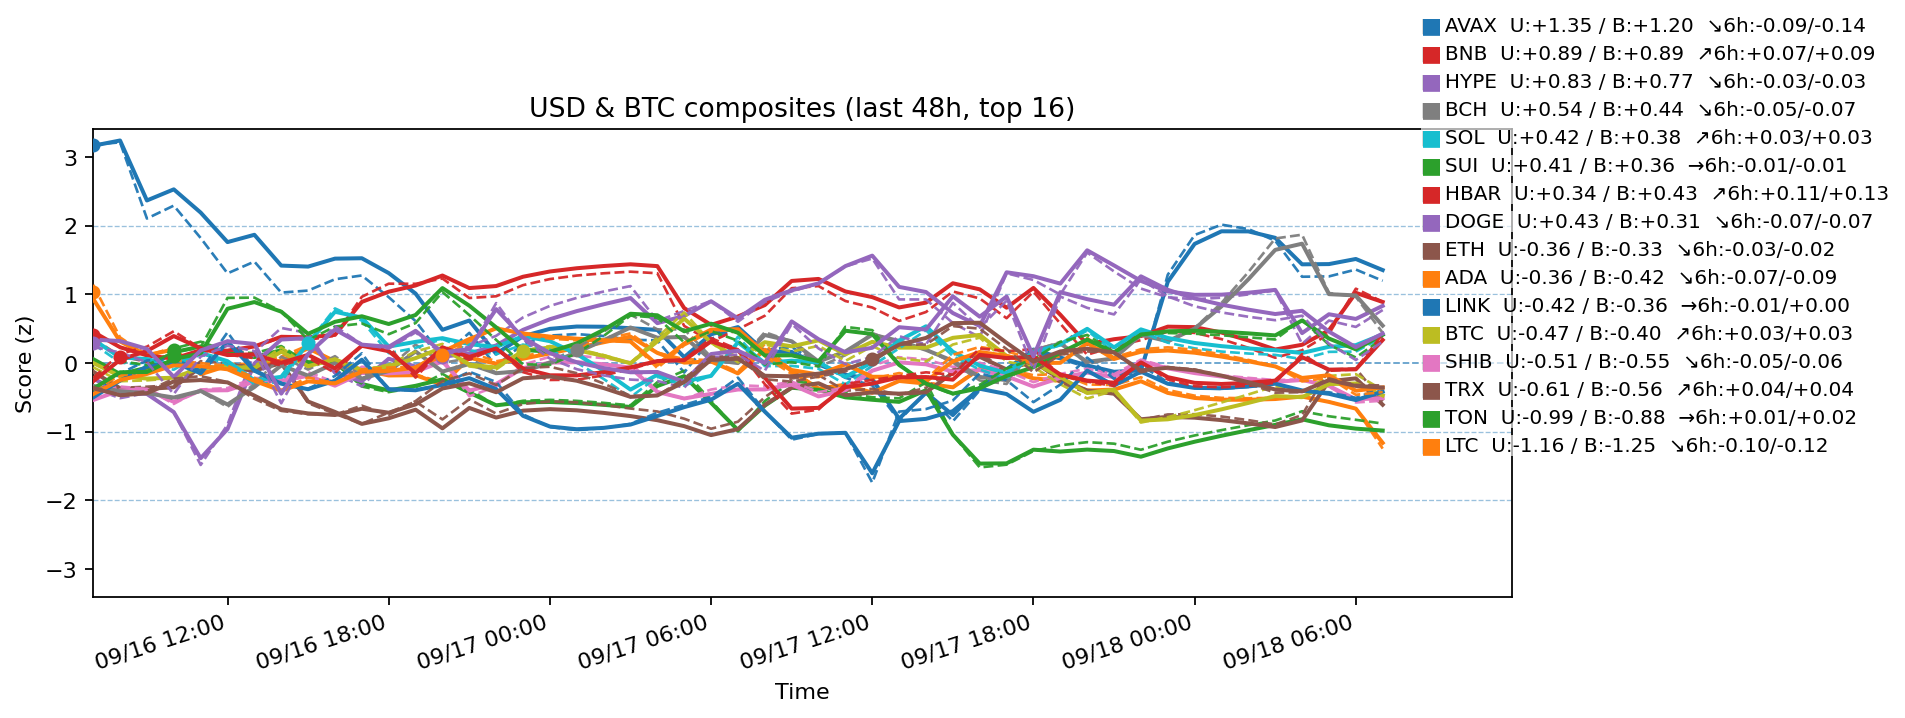 AVAX  U:+1.35 / B:+1.20  ↘6h:-0.09/-0.14
BNB  U:+0.89 / B:+0.89  ↗6h:+0.07/+0.09
HYPE  U:+0.83 / B:+0.77  ↘6h:-0.03/-0.03
BCH  U:+0.54 / B:+0.44  ↘6h:-0.05/-0.07
SOL  U:+0.42 / B:+0.38  ↗6h:+0.03/+0.03
SUI  U:+0.41 / B:+0.36  →6h:-0.01/-0.01
HBAR  U:+0.34 / B:+0.43  ↗6h:+0.11/+0.13
DOGE  U:+0.43 / B:+0.31  ↘6h:-0.07/-0.07
ETH  U:-0.36 / B:-0.33  ↘6h:-0.03/-0.02
ADA  U:-0.36 / B:-0.42  ↘6h:-0.07/-0.09
LINK  U:-0.42 / B:-0.36  →6h:-0.01/+0.00
BTC  U:-0.47 / B:-0.40  ↗6h:+0.03/+0.03
SHIB  U:-0.51 / B:-0.55  ↘6h:-0.05/-0.06
TRX  U:-0.61 / B:-0.56  ↗6h:+0.04/+0.04
TON  U:-0.99 / B:-0.88  →6h:+0.01/+0.02
LTC  U:-1.16 / B:-1.25  ↘6h:-0.10/-0.12
USD & BTC composites (last 48h, top 16)
Score (z)
3
2
1
0
−1
−2
−3
09/16 12:00
09/16 18:00
09/17 00:00
09/17 06:00
09/17 12:00
09/17 18:00
09/18 00:00
09/18 06:00
Time